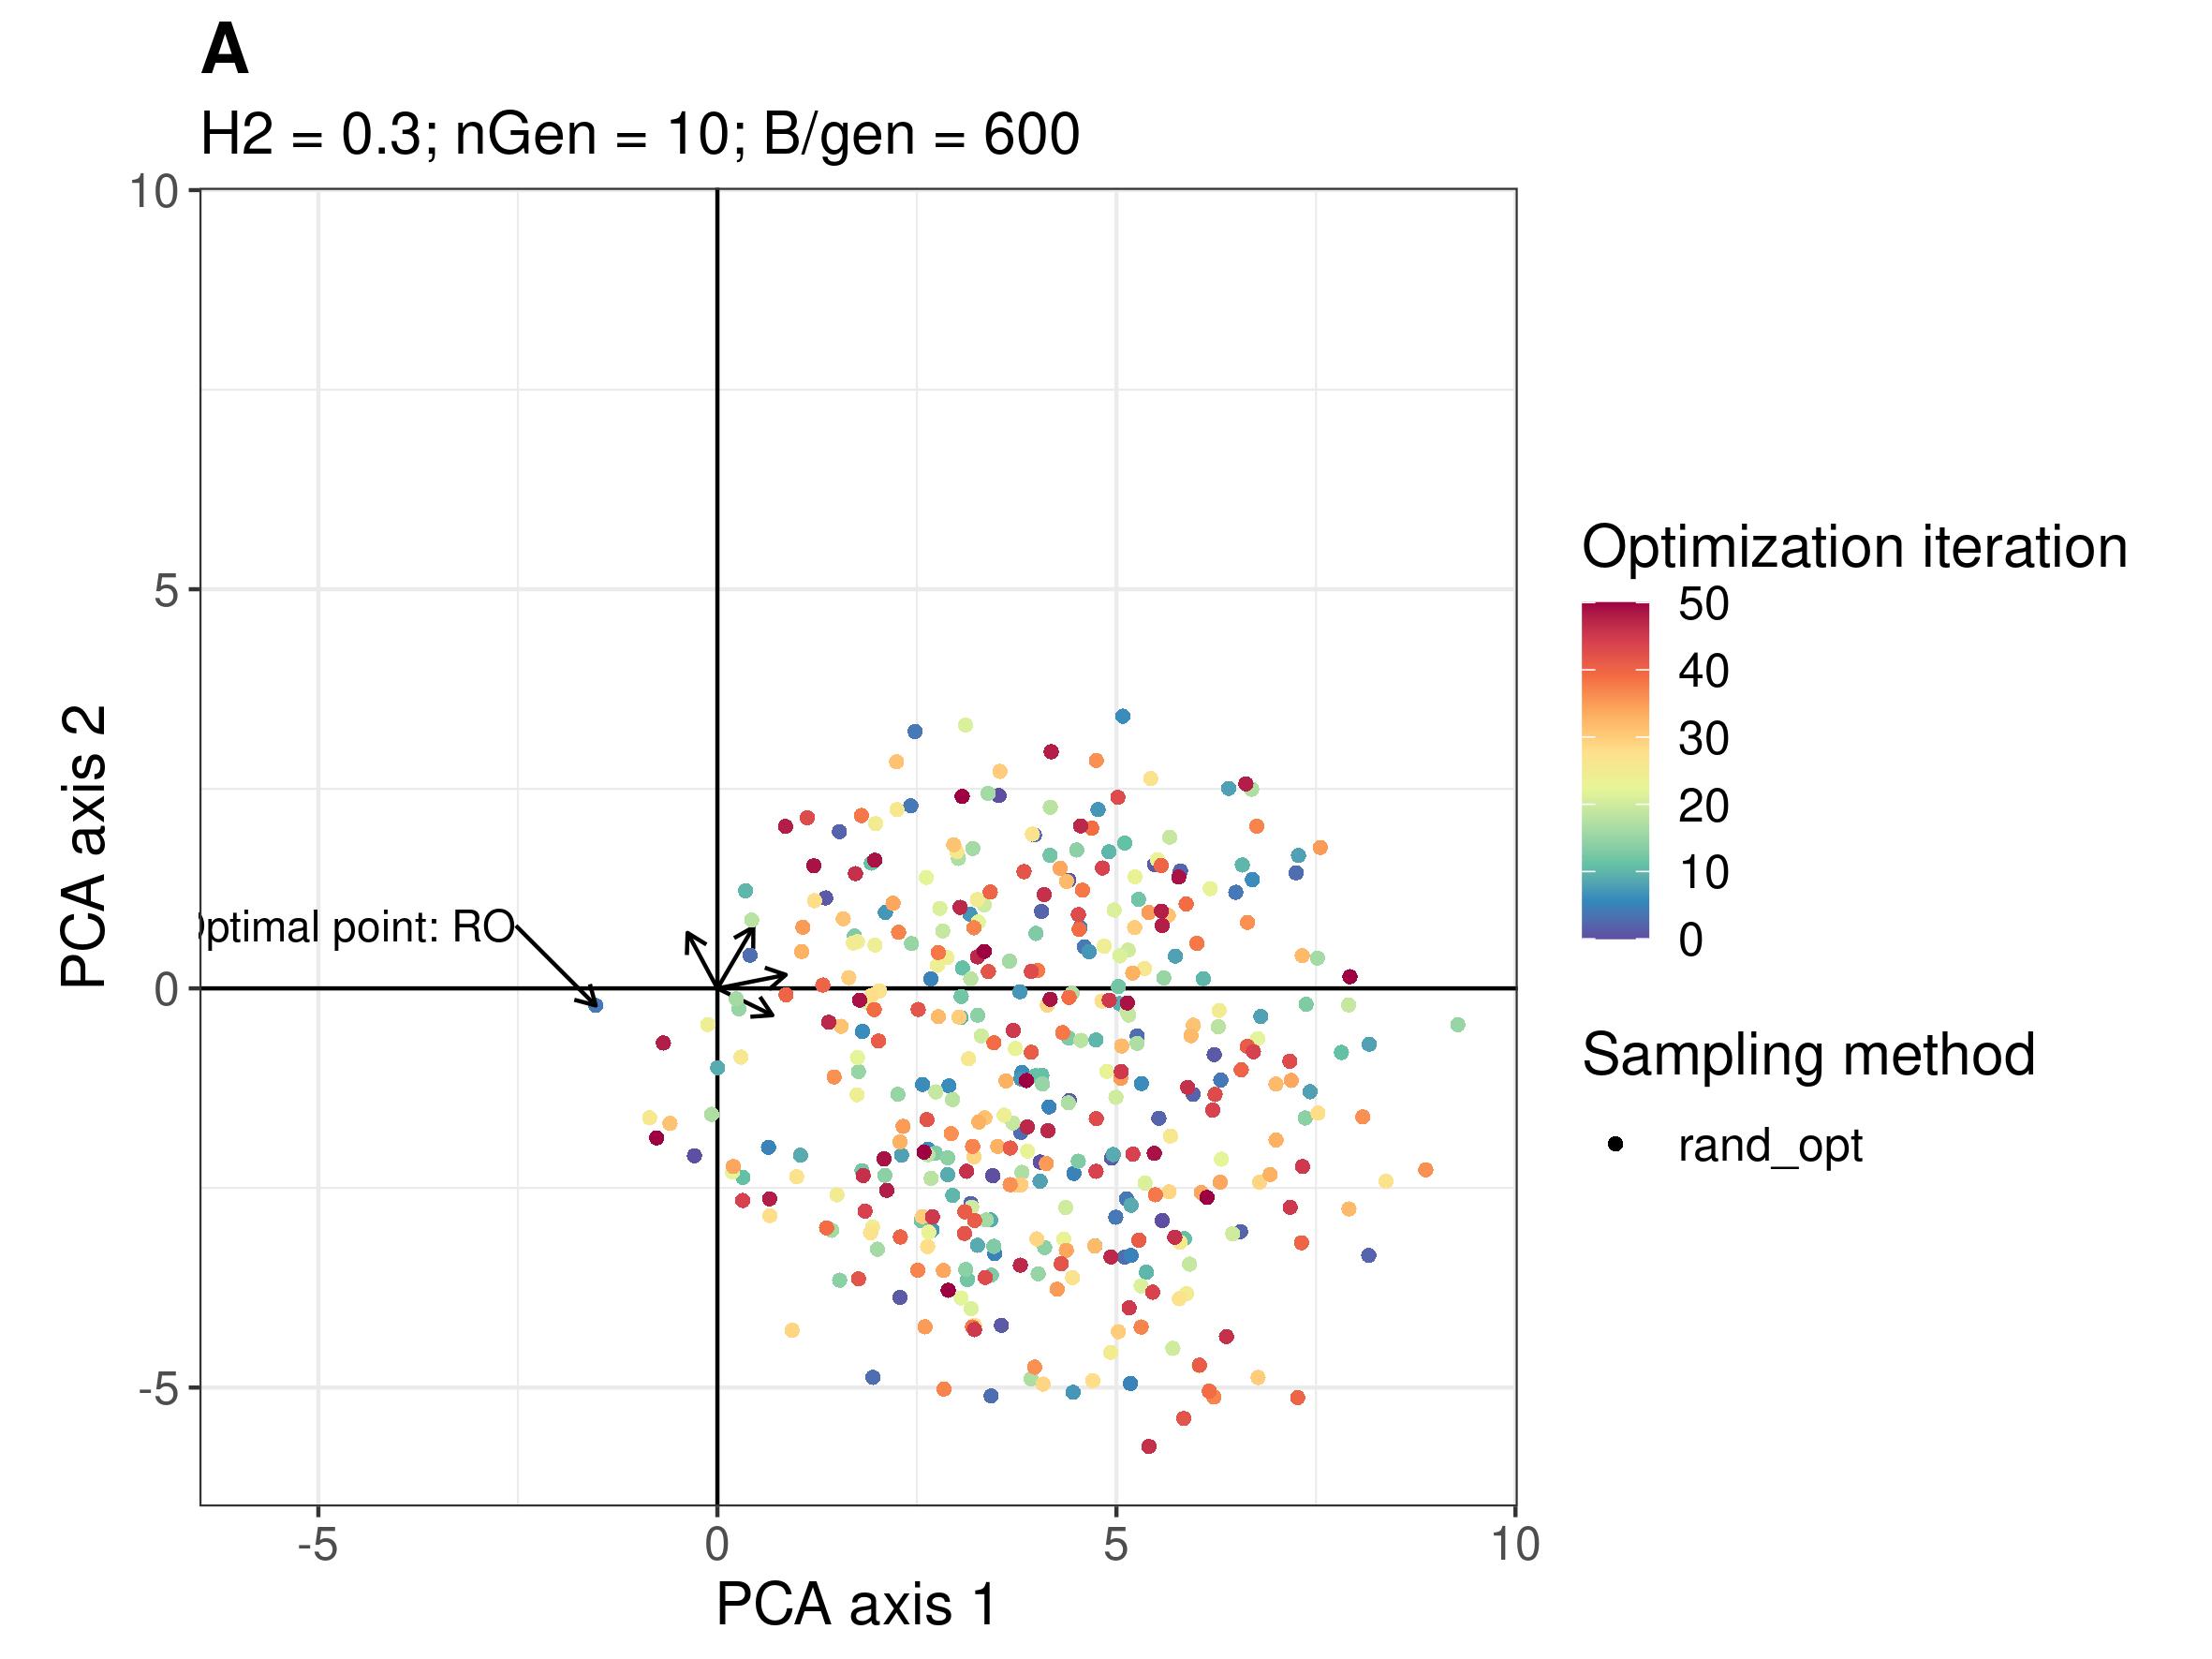 A
H2 = 0.3; nGen = 10; B/gen = 600
10
5
0
-5
PCA axis 2
ptimal point: RO
-5
0
5
10
PCA axis 1
Optimization iteration
50
40
30
20
10
0
Sampling method
rand_opt